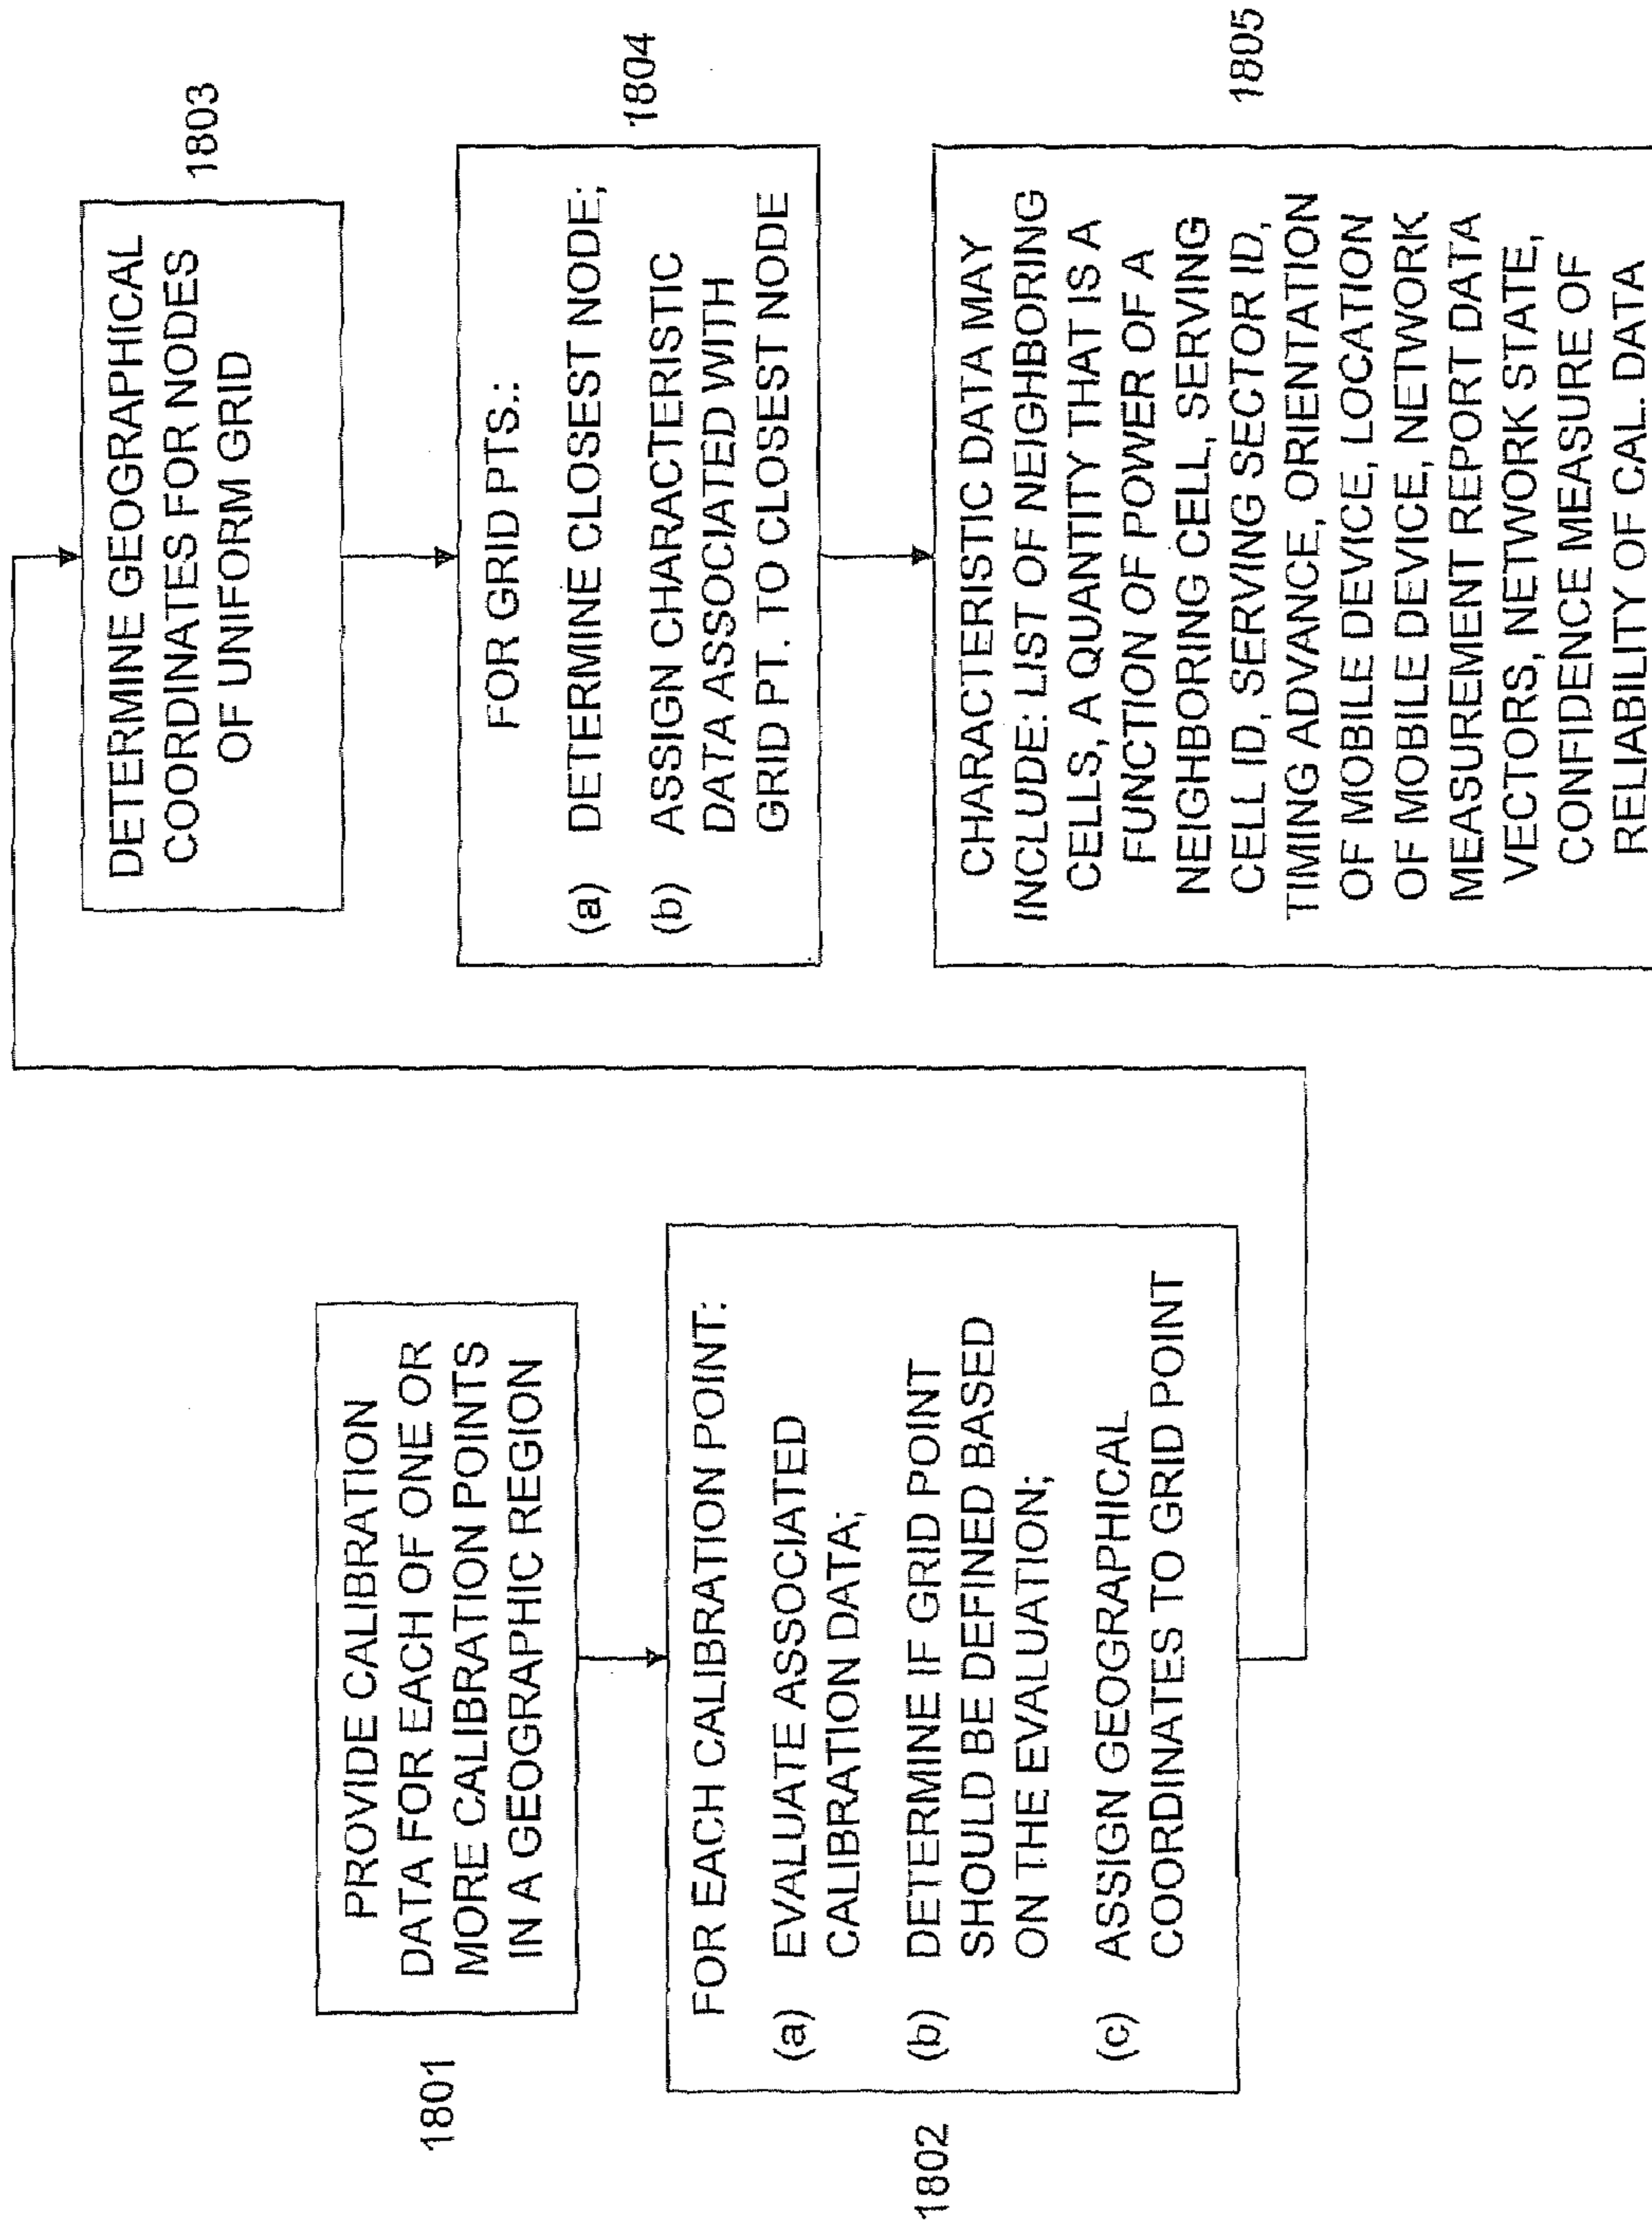 1801
PROVIDE CALIBRATION
DATA FOR EACH OF ONE OR
MORE CALIBRATION POINTS
IN A GEOGRAPHIC REGION
1802
FOR EACH CALIBRATION POINT:
(a) EVALUATE ASSOCIATED
CALIBRATION DATA;
(b) DETERMINE IF GRID POINT
SHOULD BE DEFINED BASED
ON THE EVALUATION;
(c) ASSIGN GEOGRAPHICAL
COORDINATES TO GRID POINT
1803
DETERMINE GEOGRAPHICAL
COORDINATES FOR NODES
OF UNIFORM GRID
1804
FOR GRID PTS.:
(a) DETERMINE CLOSEST NODE;
(b) ASSIGN CHARACTERISTIC
DATA ASSOCIATED WITH
GRID PT. TO CLOSEST NODE
1805
CHARACTERISTIC DATA MAY
INCLUDE: LIST OF NEIGHBORING
CELLS, A QUANTITY THAT IS A
FUNCTION OF POWER OF A
NEIGHBORING CELL, SERVING
CELL ID, SERVING SECTOR ID,
TIMING ADVANCE, ORIENTATION
OF MOBILE DEVICE, LOCATION
OF MOBILE DEVICE, NETWORK
MEASUREMENT REPORT DATA
VECTORS, NETWORK STATE,
CONFIDENCE MEASURE OF
RELIABILITY OF CAL. DATA